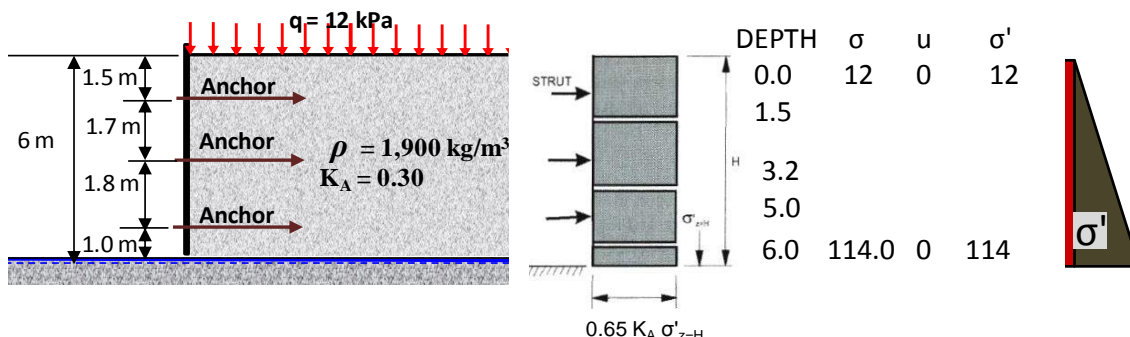 q = 12 kPa
1.5 m
Anchor
1.7 m
6 m
Anchor
ρ = 1,900 kg/m³
K_A = 0.30
1.8 m
Anchor
1.0 m
STRUT
H
σ'z=H
0.65 K_A σ'z=H
DEPTH σ u σ'
0.0 12 0 12
1.5
3.2
5.0
6.0 114.0 0 114
σ'